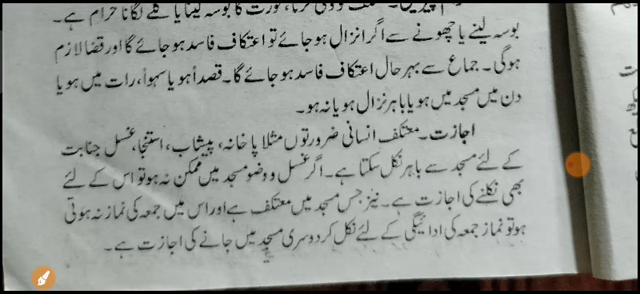 عورت کا بوسہ لینا یا گلے لگانا حرام ہے۔
بوسہ لینے یا چھونے سے اگر انزال ہو جائے تو اعتکاف فاسد ہو جائے گا اور قضا لازم
ہوگی۔ جماع سے بہر حال اعتکاف فاسد ہو جائے گا۔ قصداً ہو یا سہواً، رات میں ہو یا
دن میں مسجد میں ہو یا باہر انزال ہو یا نہ ہو۔
اجازت۔ معتکف انسانی ضرورتوں مثلا پاخانہ، پیشاب، استنجا، غسل جنابت
کے لئے مسجد سے باہر نکل سکتا ہے۔ اگر غسل و وضو مسجد میں ممکن نہ ہو تو اس کے لئے
بھی نکلنے کی اجازت ہے۔ نیز جس مسجد میں معتکف ہے اور اس میں جمعہ کی نماز نہ ہوتی
ہو تو نماز جمعہ کی ادائیگی کے لئے نکل کر دوسری مسجد میں جانے کی اجازت ہے۔